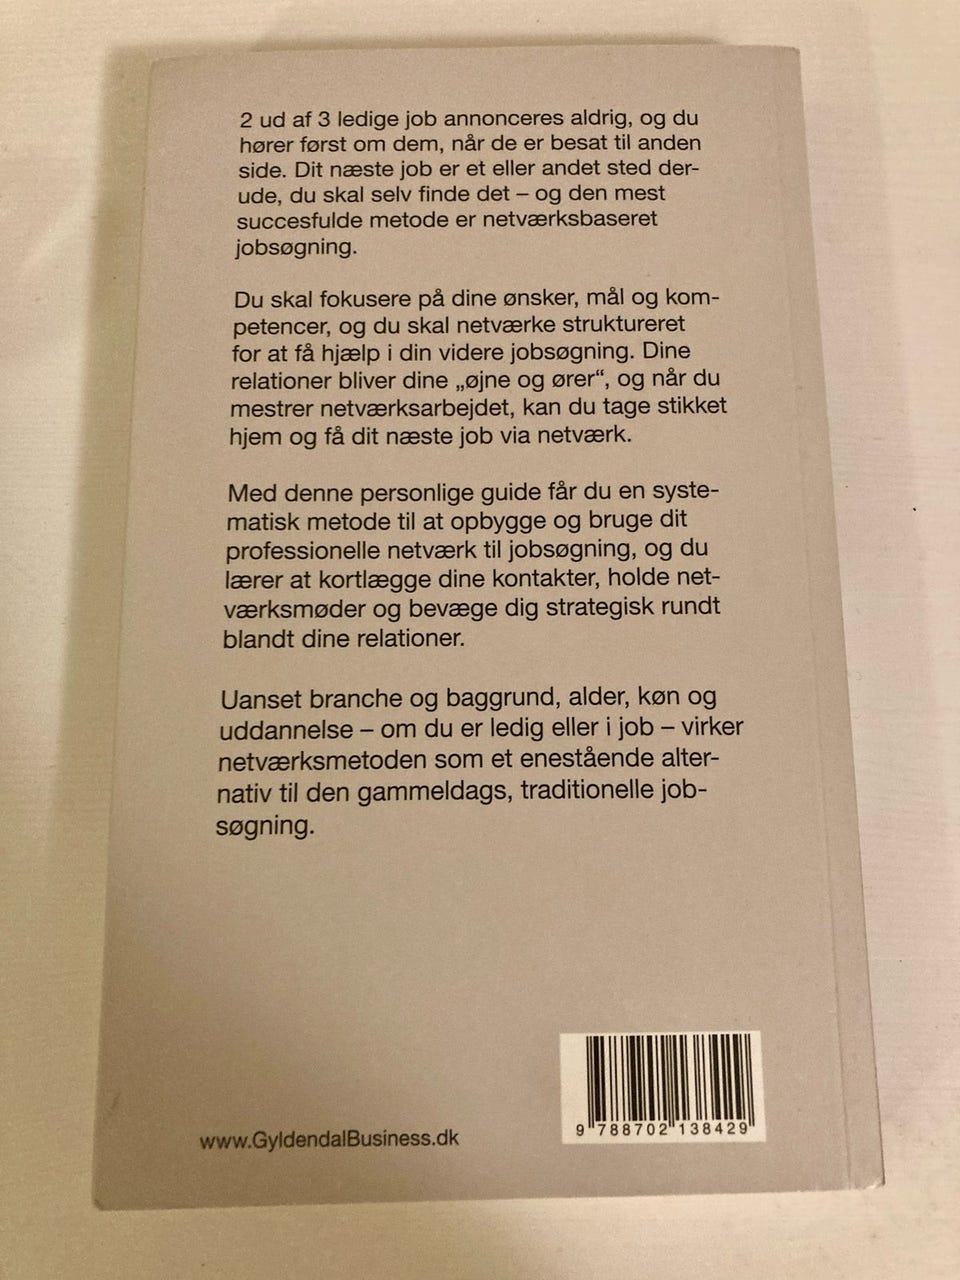 2 ud af 3 ledige job annonceres aldrig, og du
hører først om dem, når de er besat til anden
side. Dit næste job er et eller andet sted der-
ude, du skal selv finde det – og den mest
succesfulde metode er netværksbaseret
jobsøgning.
Du skal fokusere på dine ønsker, mål og kom-
petencer, og du skal netværke struktureret
for at få hjælp i din videre jobsøgning. Dine
relationer bliver dine „øjne og ører“, og når du
mestrer netværksarbejdet, kan du tage stikket
hjem og få dit næste job via netværk.
Med denne personlige guide får du en syste-
matisk metode til at opbygge og bruge dit
professionelle netværk til jobsøgning, og du
lærer at kortlægge dine kontakter, holde net-
værksmøder og bevæge dig strategisk rundt
blandt dine relationer.
Uanset branche og baggrund, alder, køn og
uddannelse – om du er ledig eller i job – virker
netværksmetoden som et enestående alter-
nativ til den gammeldags, traditionelle job-
søgning.
www.GyldendalBusiness.dk
9 788702 138429